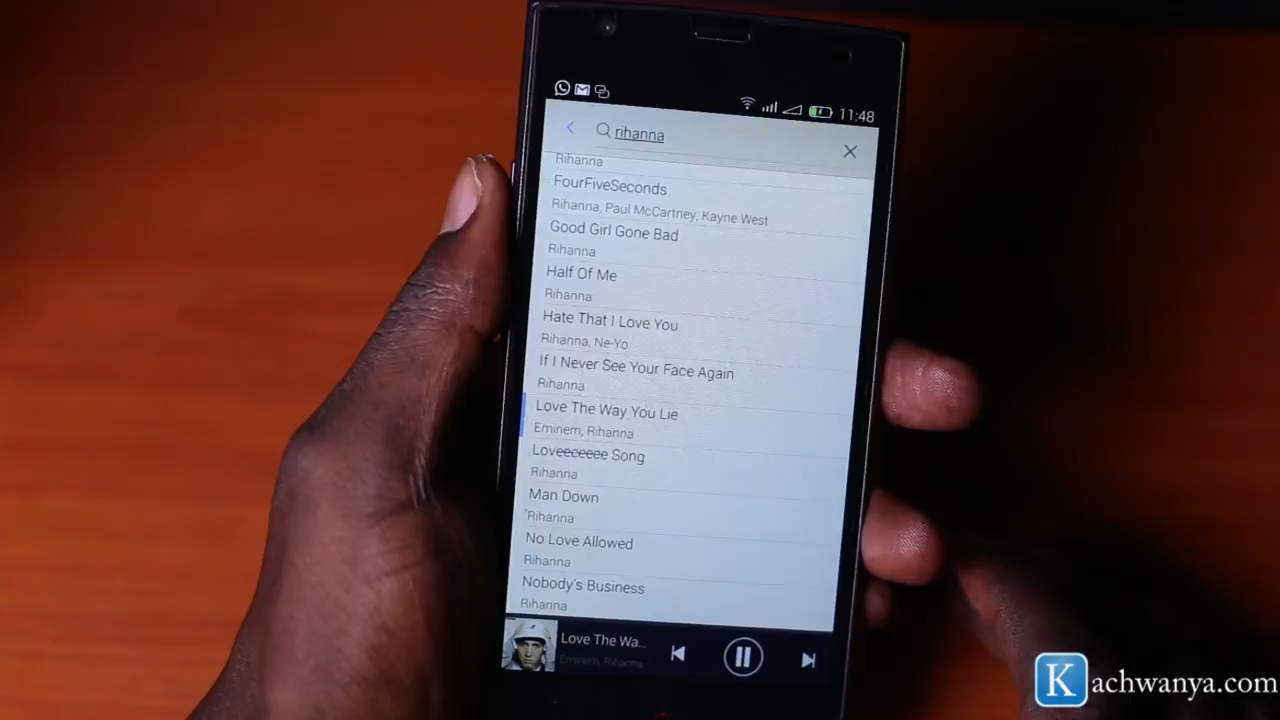 11:48
rihanna
Rihanna
FourFiveSeconds
Rihanna, Paul McCartney, Kayne West
Good Girl Gone Bad
Rihanna
Half Of Me
Rihanna
Hate That I Love You
Rihanna, Ne-Yo
If I Never See Your Face Again
Rihanna
Love The Way You Lie
Eminem, Rihanna
Loveeeeeee Song
Rihanna
Man Down
Rihanna
No Love Allowed
Rihanna
Nobody's Business
Rihanna
Love The Wa...
Eminem, Rihanna
Kachwanya.com